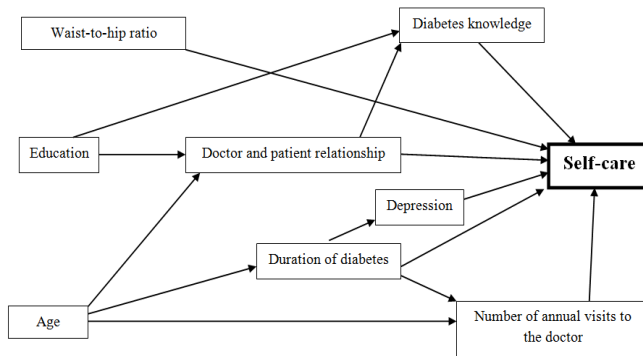 Diabetes knowledge
Waist-to-hip ratio
Education
Doctor and patient relationship
Self-care
Depression
Duration of diabetes
Age
Number of annual visits to
the doctor